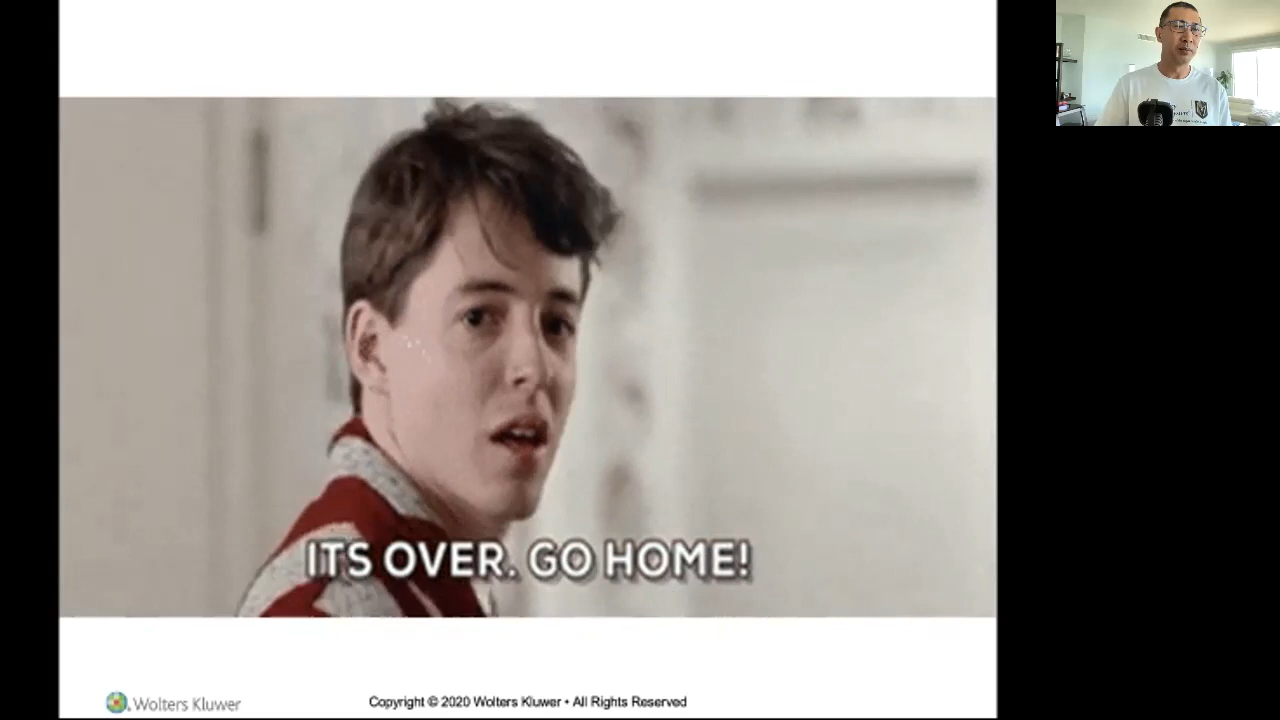 ITS OVER. GO HOME!
Wolters Kluwer
Copyright © 2020 Wolters Kluwer • All Rights Reserved